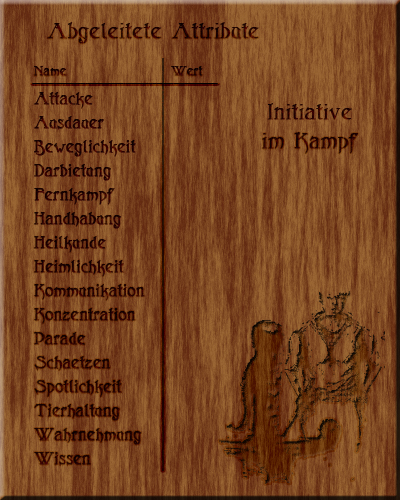 Abgeleitete Attribute
Name Wert
Attacke
Ausdauer
Beweglichkeit
Darbietung
Fernkampf
Handhabung
Heilkunde
Heimlichkeit
Kommunikation
Konzentration
Parade
Schaetzen
Spotlichkeit
Tierhaltung
Wahrnehmung
Wissen
Initiative
im Kampf